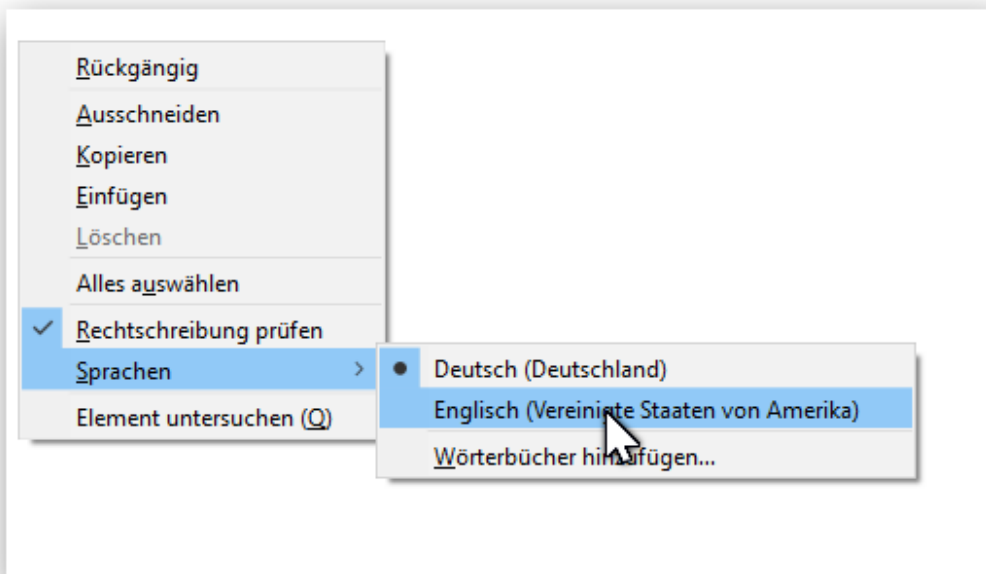 Rückgängig
Ausschneiden
Kopieren
Einfügen
Löschen
Alles auswählen
Rechtschreibung prüfen
Sprachen
Element untersuchen (Q)
Deutsch (Deutschland)
Englisch (Vereinigte Staaten von Amerika)
Wörterbücher hinzufügen...